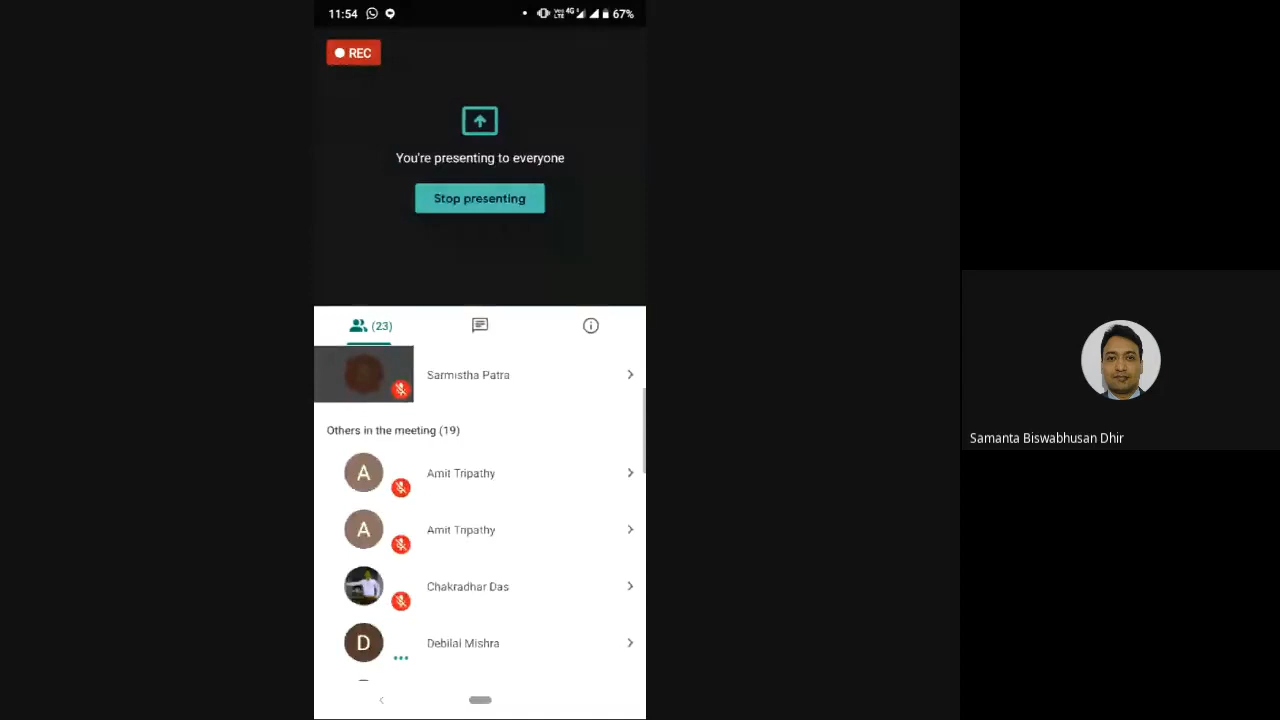 11:54 67%
REC
You're presenting to everyone
Stop presenting
(23)
Sarmistha Patra
Others in the meeting (19)
A Amit Tripathy
A Amit Tripathy
Chakradhar Das
D Debilal Mishra
Samanta Biswabhusan Dhir